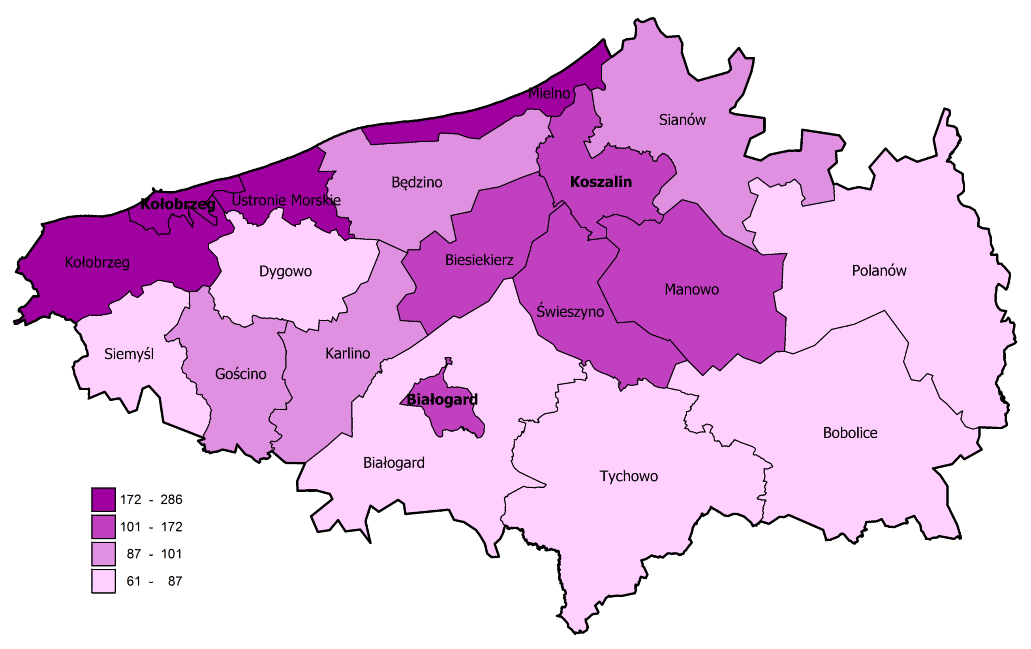 Mielno
Sianów
Będzino
Koszalin
Kołobrzeg
Ustronie Morskie
Kołobrzeg
Dygowo
Biesiekierz
Polanów
Manowo
Świeszyno
Siemyśl
Karlino
Gościno
Białogard
Bobolice
Białogard
Tychowo
172 - 286
101 - 172
87 - 101
61 - 87